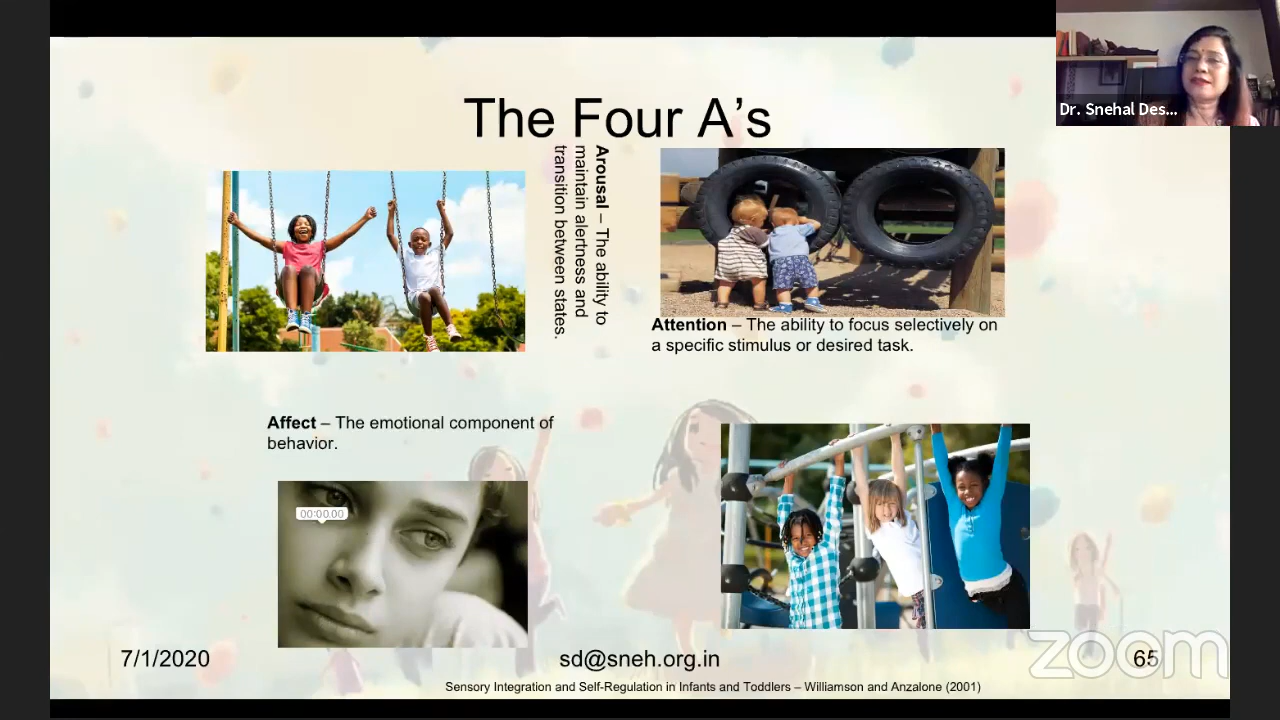 Dr. Snehal Des...
The Four A's
Arousal – The ability to
maintain alertness and
transition between states.
Attention – The ability to focus selectively on
a specific stimulus or desired task.
Affect – The emotional component of
behavior.
00:00.00
7/1/2020
sd@sneh.org.in
65
zoom
Sensory Integration and Self-Regulation in Infants and Toddlers – Williamson and Anzalone (2001)